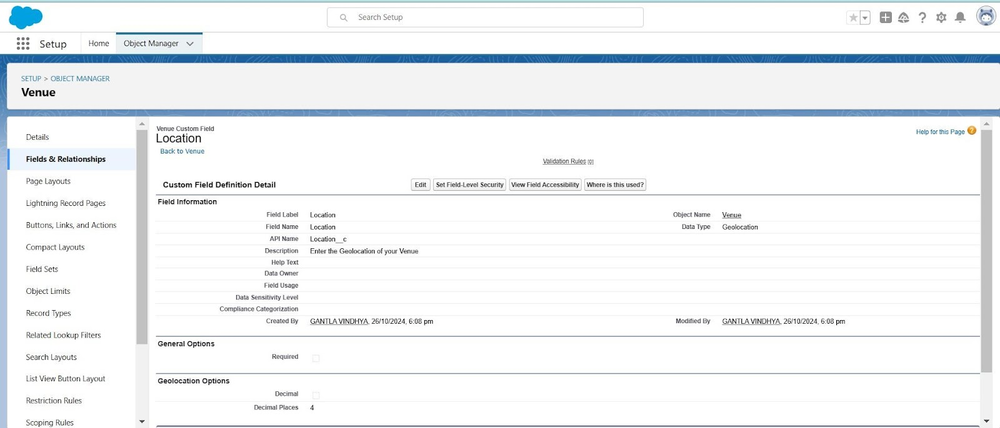 Search Setup
Setup
Home
Object Manager
SETUP > OBJECT MANAGER
Venue
Details
Fields & Relationships
Page Layouts
Lightning Record Pages
Buttons, Links, and Actions
Compact Layouts
Field Sets
Object Limits
Record Types
Related Lookup Filters
Search Layouts
List View Button Layout
Restriction Rules
Scoping Rules
Venue Custom Field
Location
Back to Venue
Help for this Page ?
Validation Rules [0]
Custom Field Definition Detail Edit Set Field-Level Security View Field Accessibility Where is this used?
Field Information
Field Label Location Object Name Venue
Field Name Location Data Type Geolocation
API Name Location__c
Description Enter the Geolocation of your Venue
Help Text
Data Owner
Field Usage
Data Sensitivity Level
Compliance Categorization
Created By GANTLA VINDHYA, 26/10/2024, 6:08 pm Modified By GANTLA VINDHYA, 26/10/2024, 6:08 pm
General Options
Required
Geolocation Options
Decimal
Decimal Places 4